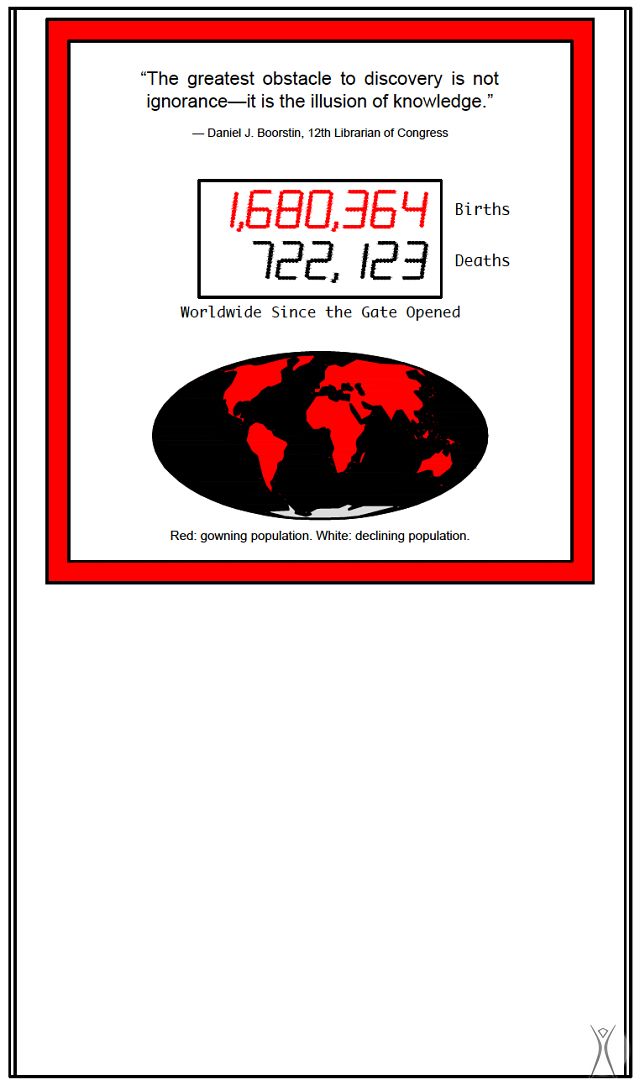 “The greatest obstacle to discovery is not
ignorance—it is the illusion of knowledge.”
— Daniel J. Boorstin, 12th Librarian of Congress
1,680,364 Births
722,123 Deaths
Worldwide Since the Gate Opened
Red: gowning population. White: declining population.